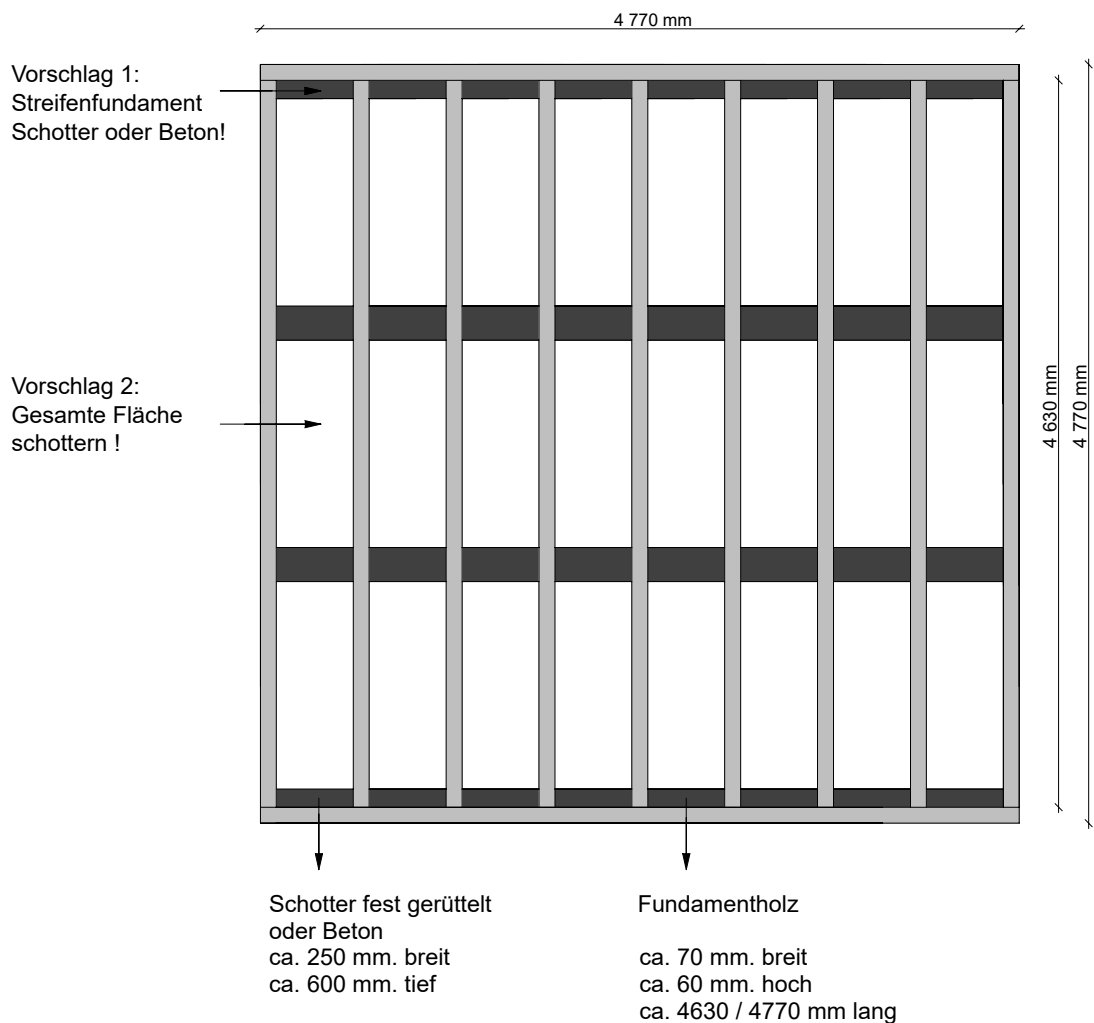 4 770 mm
Vorschlag 1:
Streifenfundament
Schotter oder Beton!
Vorschlag 2:
Gesamte Fläche
schottern !
4 630 mm
4 770 mm
Schotter fest gerüttelt
oder Beton
ca. 250 mm. breit
ca. 600 mm. tief
Fundamentholz
ca. 70 mm. breit
ca. 60 mm. hoch
ca. 4630 / 4770 mm lang